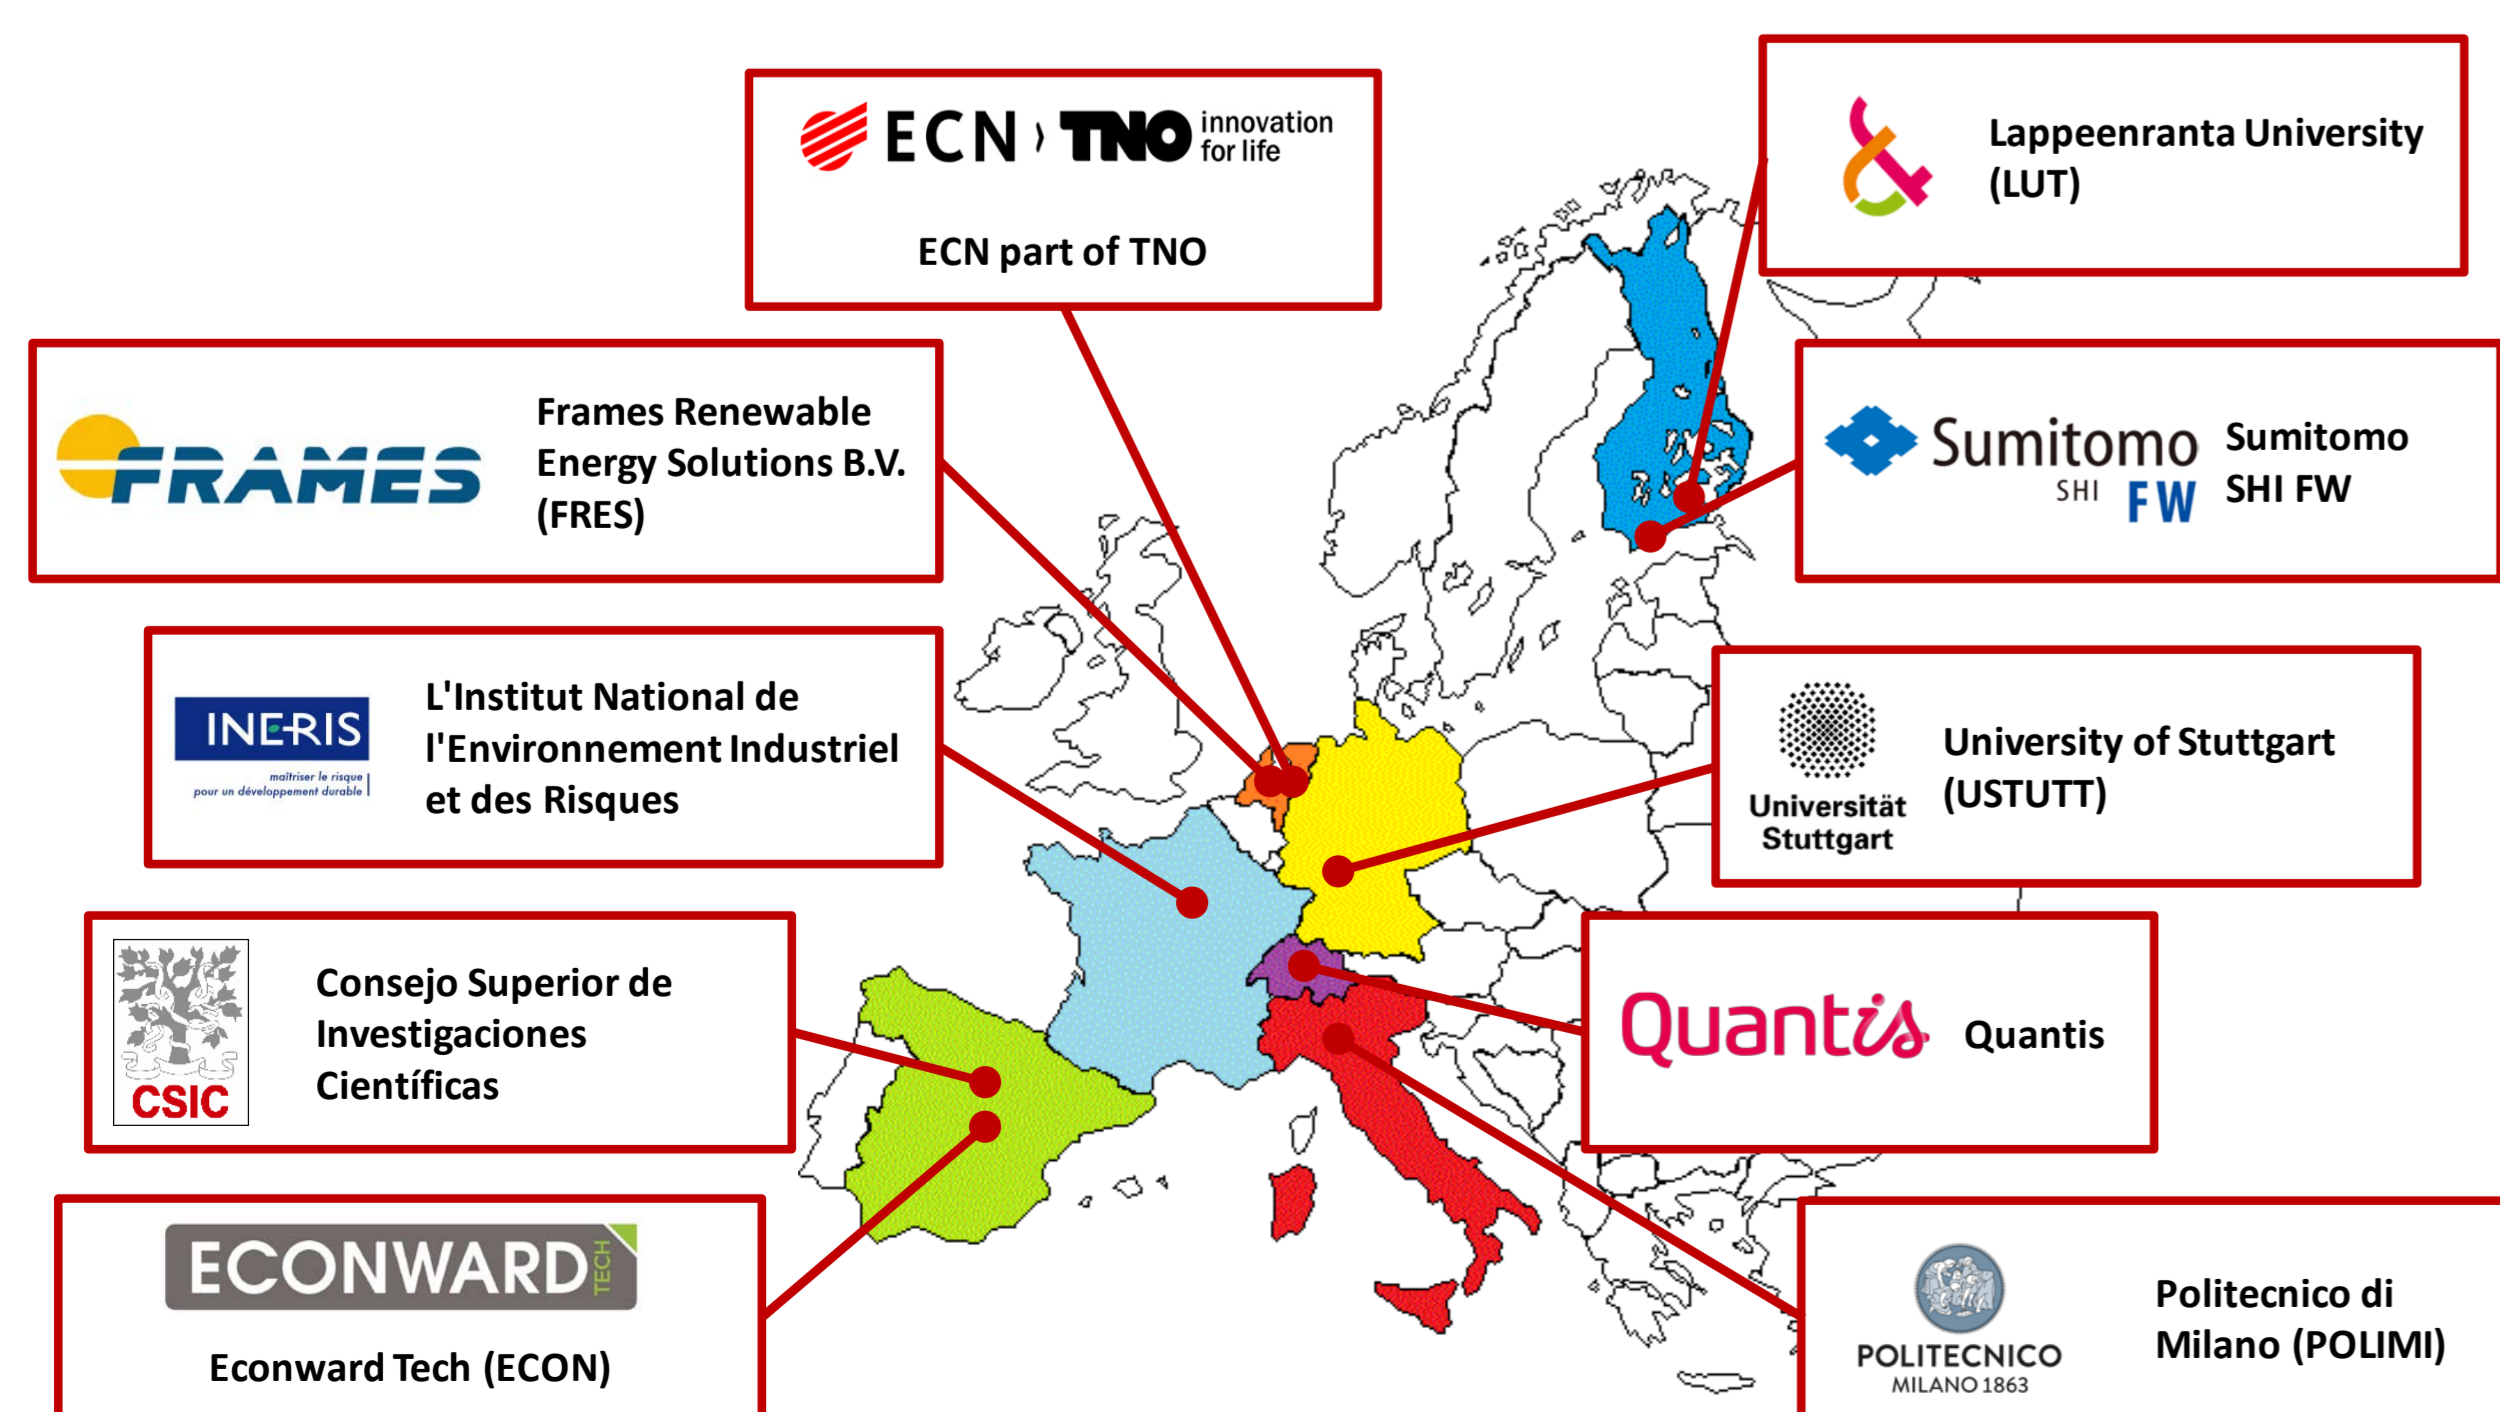 ECN › TNO innovation
for life
ECN part of TNO
Lappeenranta University
(LUT)
FRAMES
Frames Renewable
Energy Solutions B.V.
(FRES)
Sumitomo
SHI FW
Sumitomo
SHI FW
INERIS
maîtriser le risque
pour un développement durable
L'Institut National de
l'Environnement Industriel
et des Risques
Universität
Stuttgart
University of Stuttgart
(USTUTT)
CSIC
Consejo Superior de
Investigaciones
Científicas
Quantis
Quantis
ECONWARD TECH
Econward Tech (ECON)
POLITECNICO
MILANO 1863
Politecnico di
Milano (POLIMI)